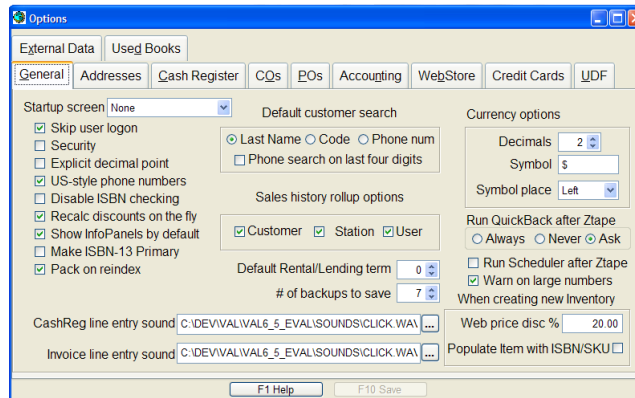 Options
External Data Used Books
General Addresses Cash Register COs POs Accounting WebStore Credit Cards UDF
Startup screen None
Skip user logon
Security
Explicit decimal point
US-style phone numbers
Disable ISBN checking
Recalc discounts on the fly
Show InfoPanels by default
Make ISBN-13 Primary
Pack on reindex
Default customer search
Last Name Code Phone num
Phone search on last four digits
Sales history rollup options
Customer Station User
Default Rental/Lending term 0
# of backups to save 7
Currency options
Decimals 2
Symbol $
Symbol place Left
Run QuickBack after Ztape
Always Never Ask
Run Scheduler after Ztape
Warn on large numbers
When creating new Inventory
Web price disc % 20.00
Populate Item with ISBN/SKU
CashReg line entry sound C:\DEV\VAL\VAL6_5_EVAL\SOUNDS\CLICK.WA\ ...
Invoice line entry sound C:\DEV\VAL\VAL6_5_EVAL\SOUNDS\CLICK.WA\ ...
F1 Help F10 Save